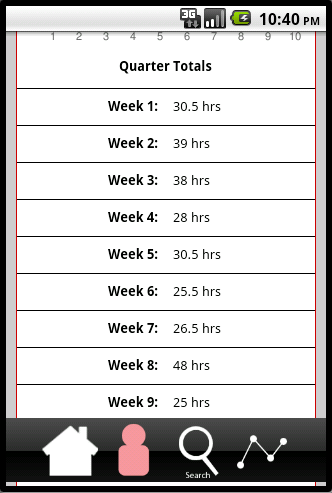 3G 10:40 PM
1 2 3 4 5 6 7 8 9 10
Quarter Totals
Week 1: 30.5 hrs
Week 2: 39 hrs
Week 3: 38 hrs
Week 4: 28 hrs
Week 5: 30.5 hrs
Week 6: 25.5 hrs
Week 7: 26.5 hrs
Week 8: 48 hrs
Week 9: 25 hrs
Search